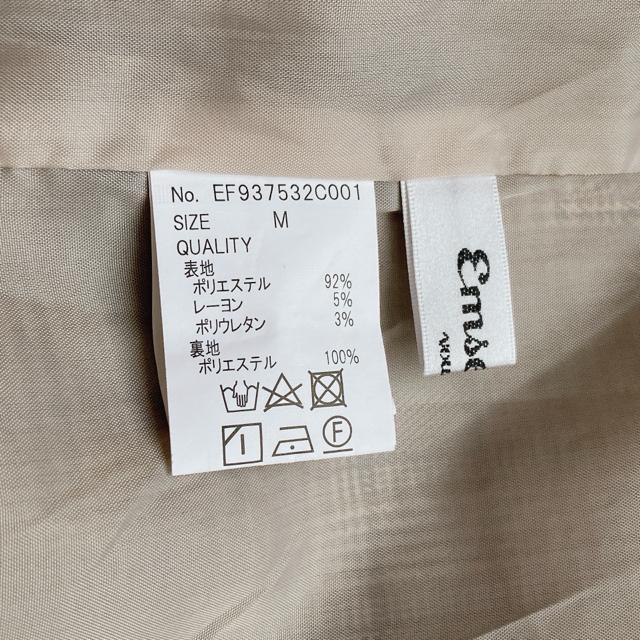 No. EF937532C001
SIZE M
QUALITY
表地
ポリエステル 92%
レーヨン 5%
ポリウレタン 3%
裏地
ポリエステル 100%
F